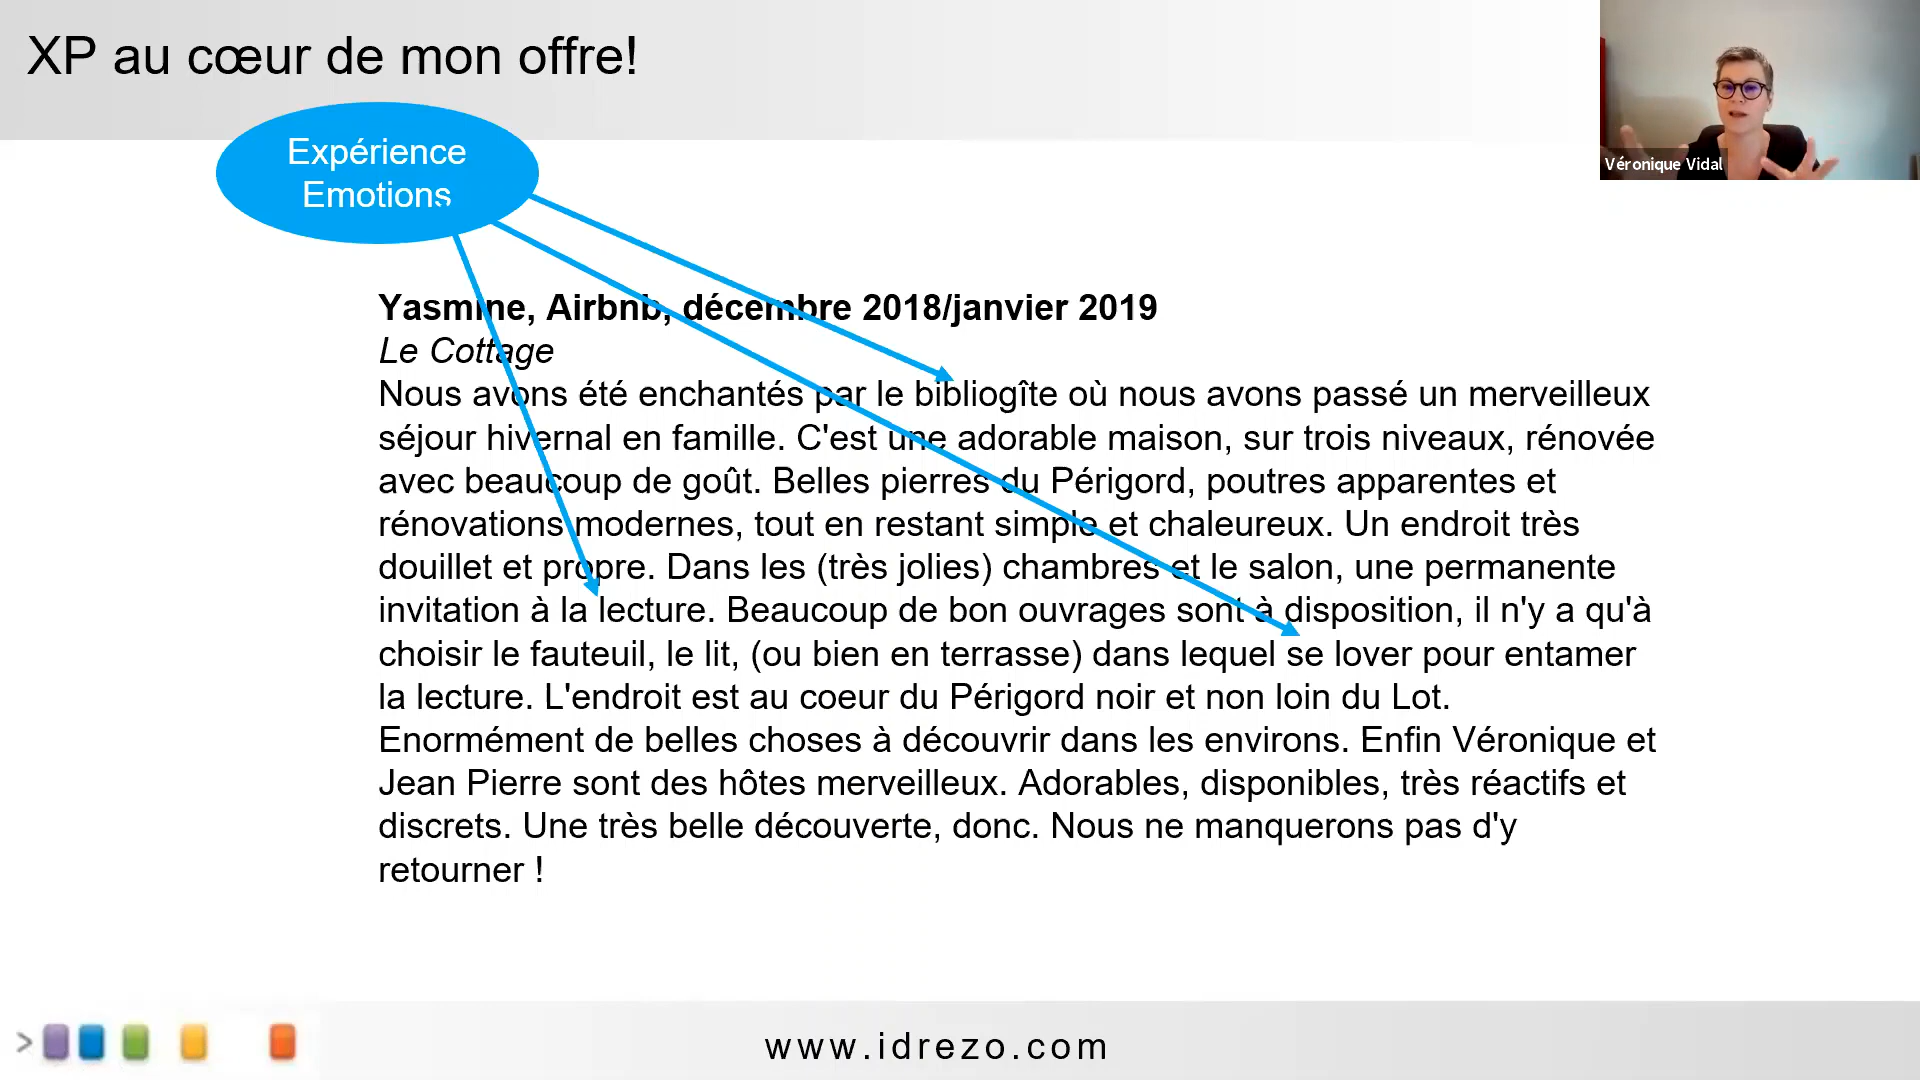 XP au cœur de mon offre!
Véronique Vidal
Expérience
Emotions
Yasmine, Airbnb, décembre 2018/janvier 2019
Le Cottage
Nous avons été enchantés par le bibliogîte où nous avons passé un merveilleux
séjour hivernal en famille. C'est une adorable maison, sur trois niveaux, rénovée
avec beaucoup de goût. Belles pierres du Périgord, poutres apparentes et
rénovations modernes, tout en restant simple et chaleureux. Un endroit très
douillet et propre. Dans les (très jolies) chambres et le salon, une permanente
invitation à la lecture. Beaucoup de bon ouvrages sont à disposition, il n'y a qu'à
choisir le fauteuil, le lit, (ou bien en terrasse) dans lequel se lover pour entamer
la lecture. L'endroit est au coeur du Périgord noir et non loin du Lot.
Enormément de belles choses à découvrir dans les environs. Enfin Véronique et
Jean Pierre sont des hôtes merveilleux. Adorables, disponibles, très réactifs et
discrets. Une très belle découverte, donc. Nous ne manquerons pas d'y
retourner !
>
www.idrezo.com